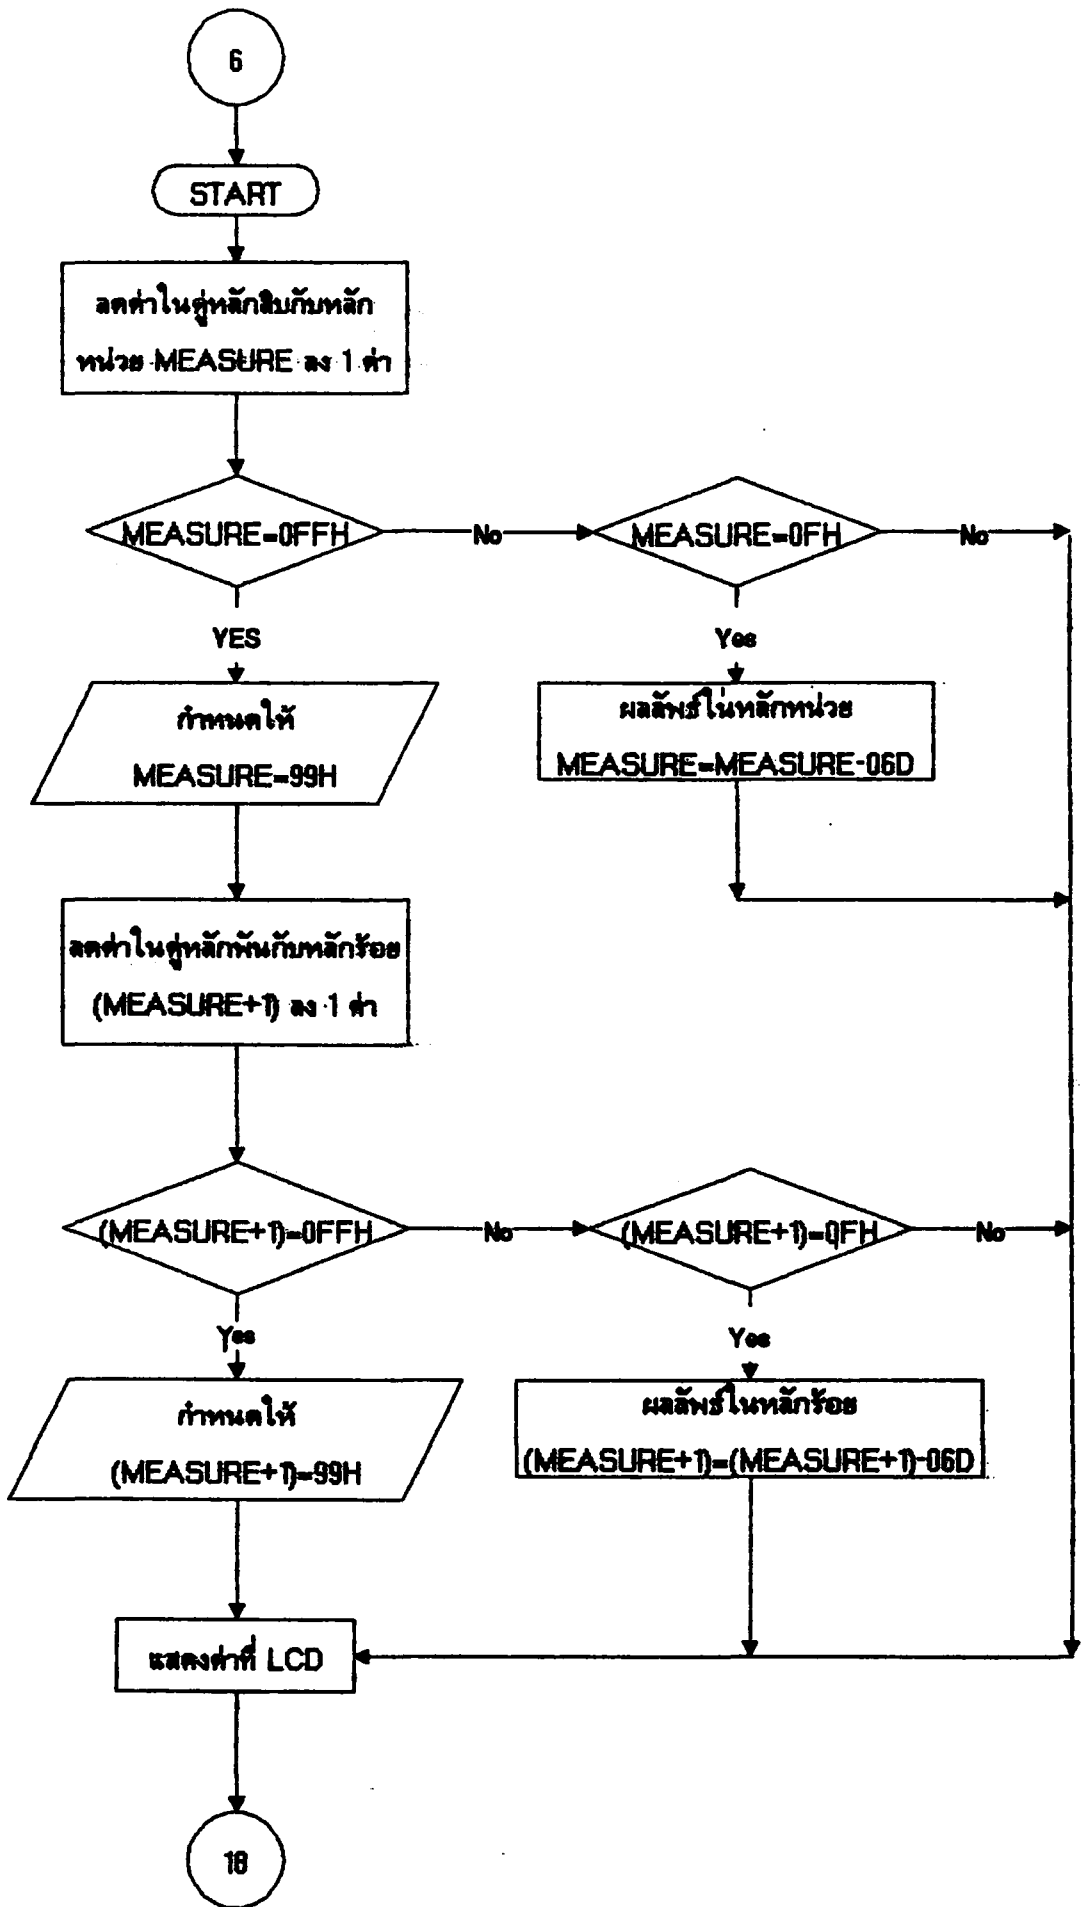 6
START
ลดค่าในคู่หลักสิบกับหลัก
หน่วย MEASURE ลง 1 ค่า
MEASURE=0FFH
No
MEASURE=0FH
No
YES
Yes
กำหนดให้
MEASURE=99H
ผลลัพธ์ในหลักหน่วย
MEASURE=MEASURE-06D
ลดค่าในคู่หลักพันกับหลักร้อย
(MEASURE+1) ลง 1 ค่า
(MEASURE+1)=0FFH
No
(MEASURE+1)=0FH
No
Yes
Yes
กำหนดให้
(MEASURE+1)=99H
ผลลัพธ์ในหลักร้อย
(MEASURE+1)=(MEASURE+1)-06D
แสดงค่าที่ LCD
18